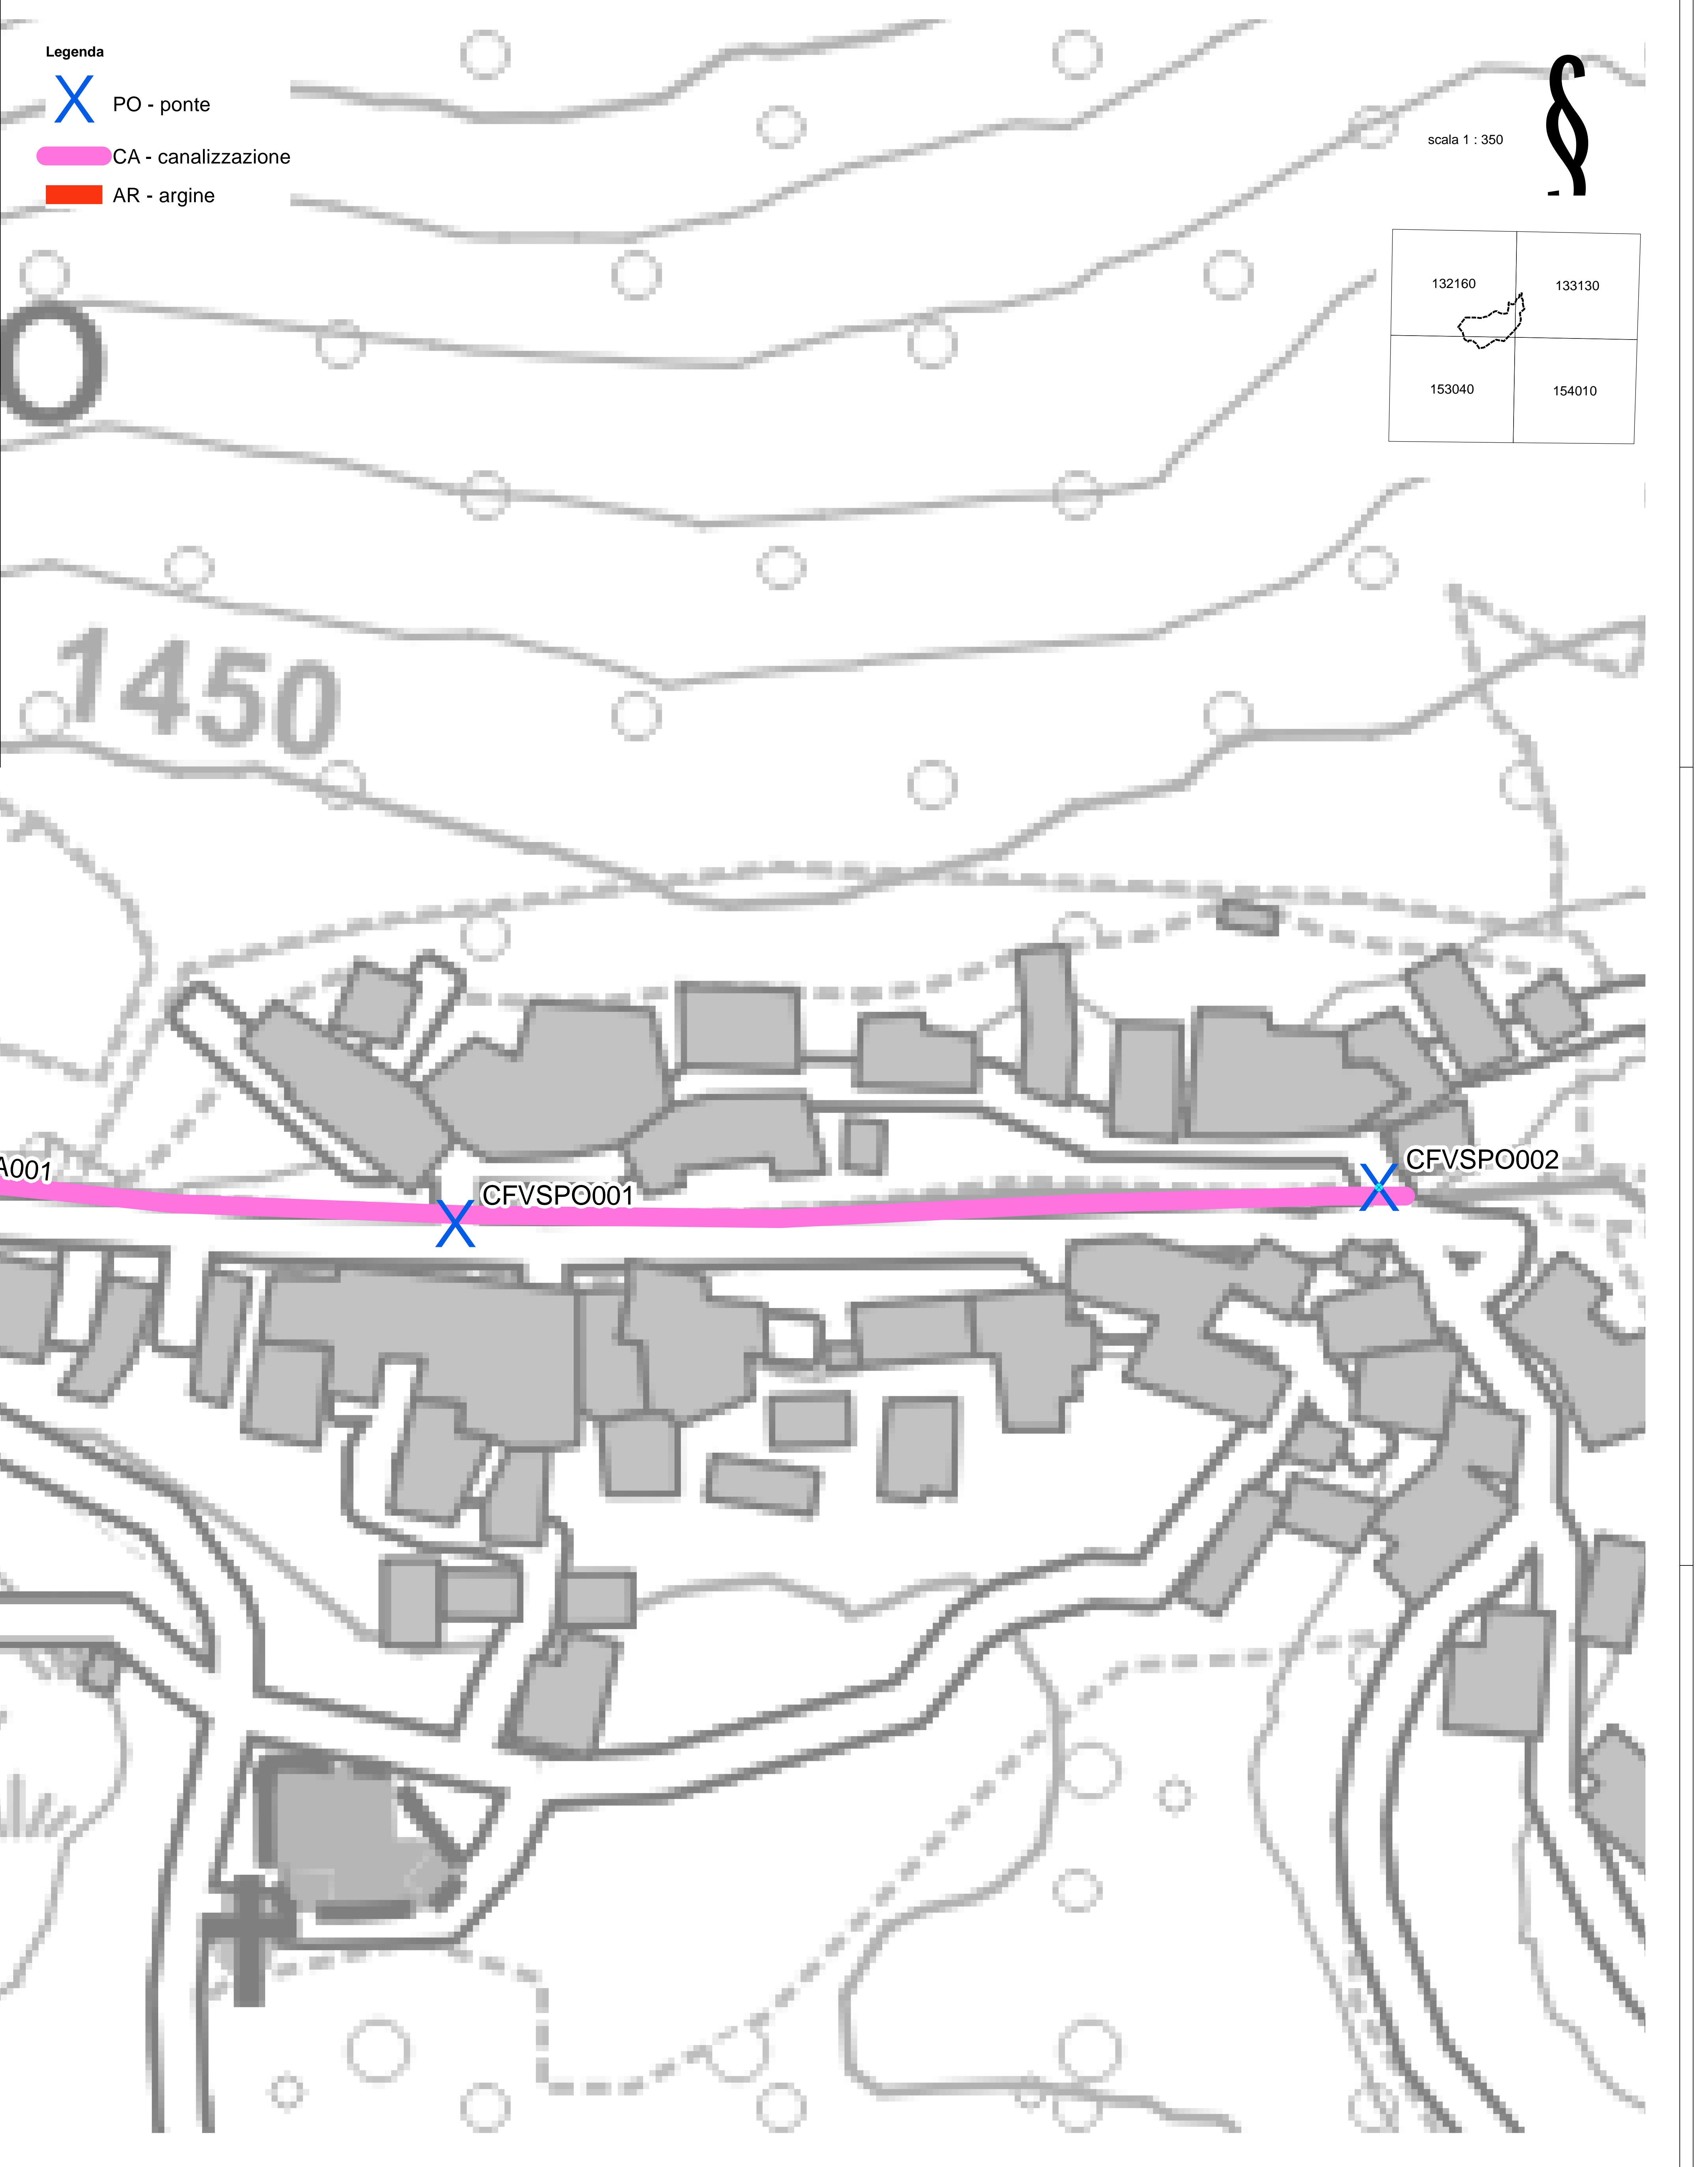 Legenda
PO - ponte
CA - canalizzazione
AR - argine
scala 1 : 350
132160
133130
153040
154010
O
1450
A001
CFVSPO001
CFVSPO002